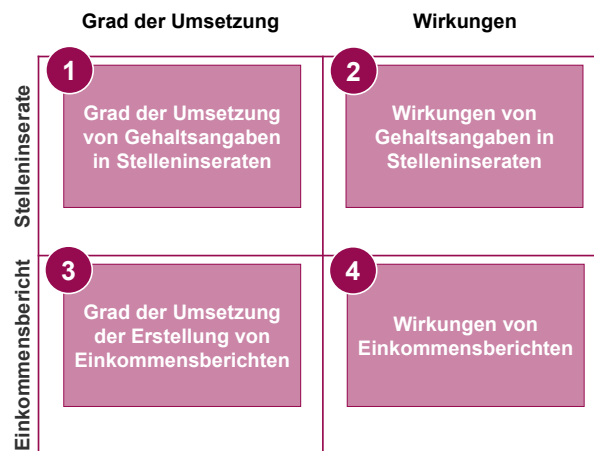 Grad der Umsetzung
Wirkungen
Stelleninserate
1
Grad der Umsetzung
von Gehaltsangaben
in Stelleninseraten
2
Wirkungen von
Gehaltsangaben in
Stelleninseraten
Einkommensbericht
3
Grad der Umsetzung
der Erstellung von
Einkommensberichten
4
Wirkungen von
Einkommensberichten